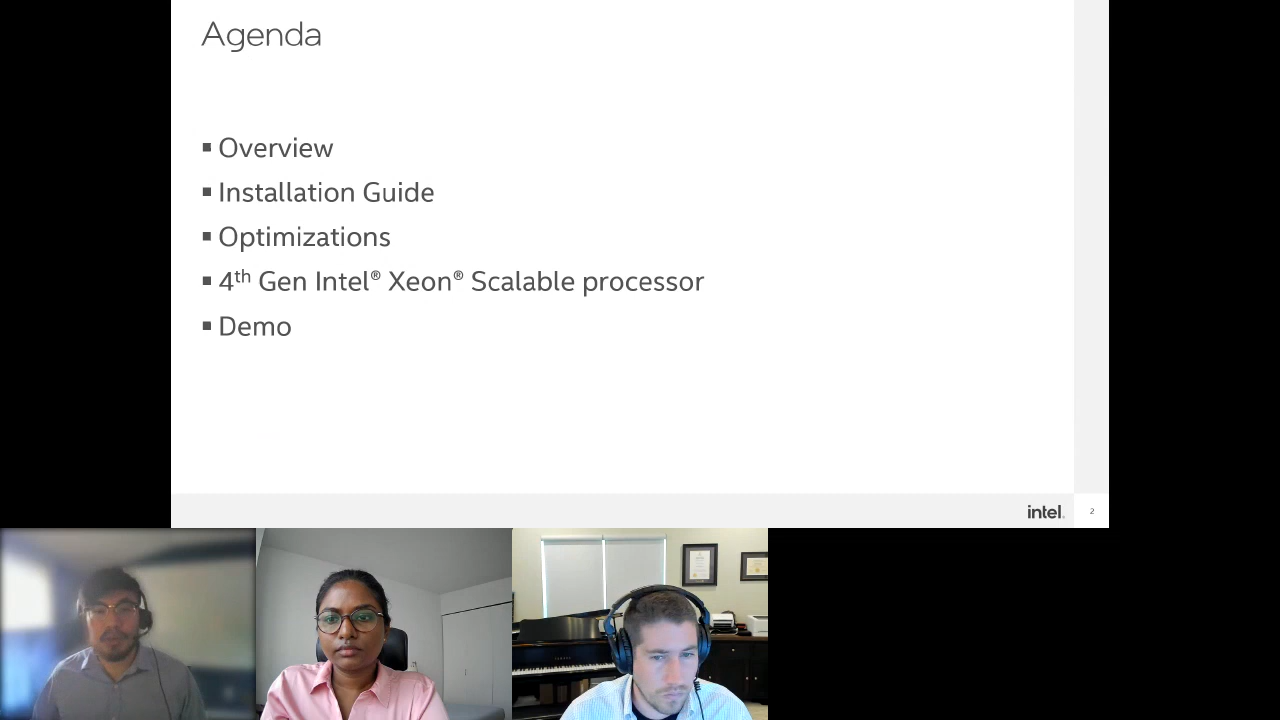 Agenda
▪ Overview
▪ Installation Guide
▪ Optimizations
▪ 4th Gen Intel® Xeon® Scalable processor
▪ Demo
intel.
2